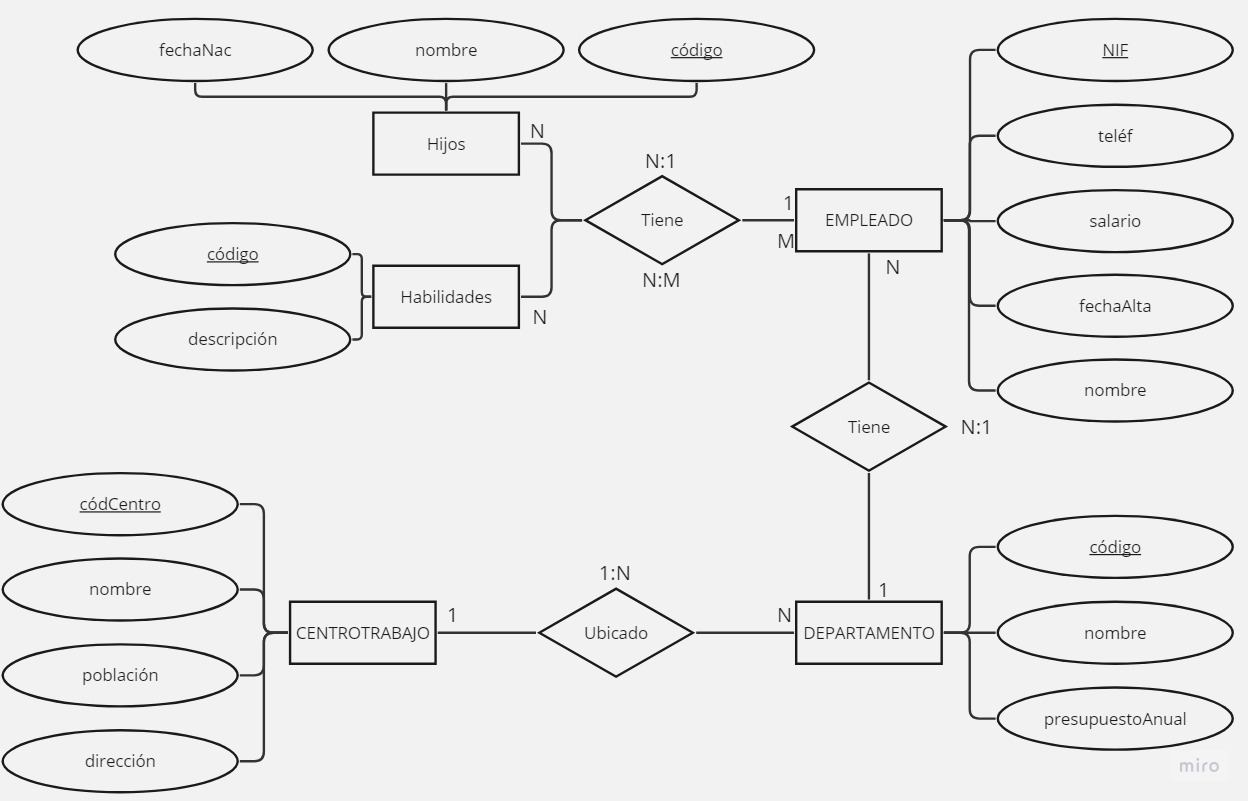 fechaNac
nombre
código
NIF
Hijos
N
teléf
N:1
Tiene
1
EMPLEADO
salario
M
código
N
N:M
Habilidades
N
fechaAlta
descripción
nombre
Tiene
N:1
códCentro
código
1:N
nombre
1
1
N
CENTROTRABAJO
Ubicado
DEPARTAMENTO
nombre
población
presupuestoAnual
dirección
miro